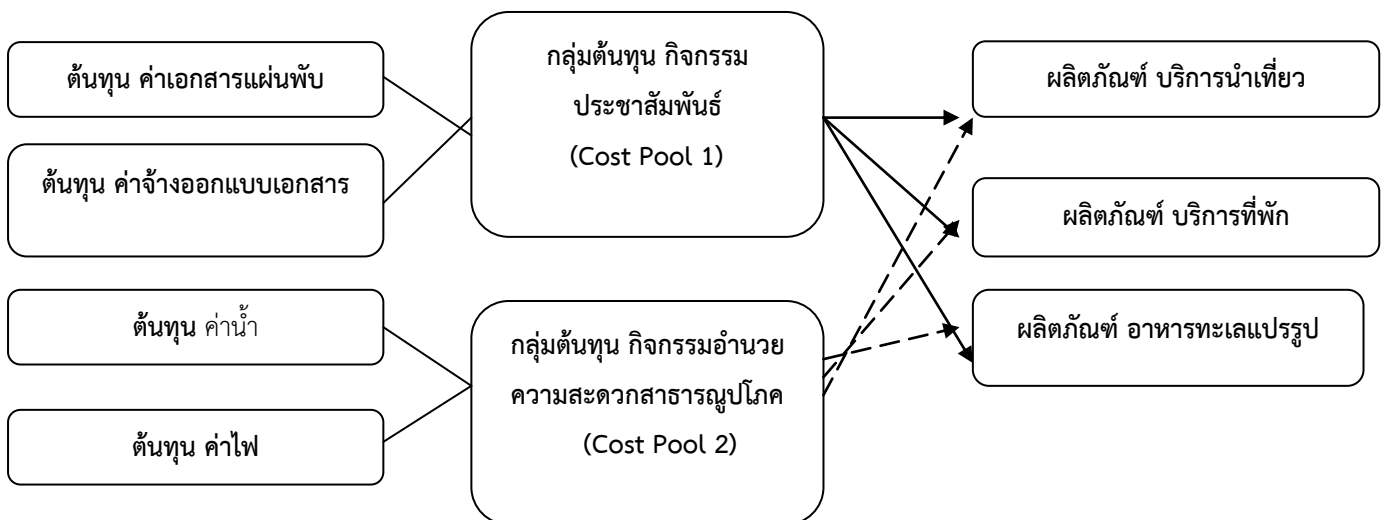 ต้นทุน ค่าเอกสารแผ่นพับ
ต้นทุน ค่าจ้างออกแบบเอกสาร
ต้นทุน ค่าน้ำ
ต้นทุน ค่าไฟ
กลุ่มต้นทุน กิจกรรม
ประชาสัมพันธ์
(Cost Pool 1)
กลุ่มต้นทุน กิจกรรมอำนวย
ความสะดวกสาธารณูปโภค
(Cost Pool 2)
ผลิตภัณฑ์ บริการนำเที่ยว
ผลิตภัณฑ์ บริการที่พัก
ผลิตภัณฑ์ อาหารทะเลแปรรูป